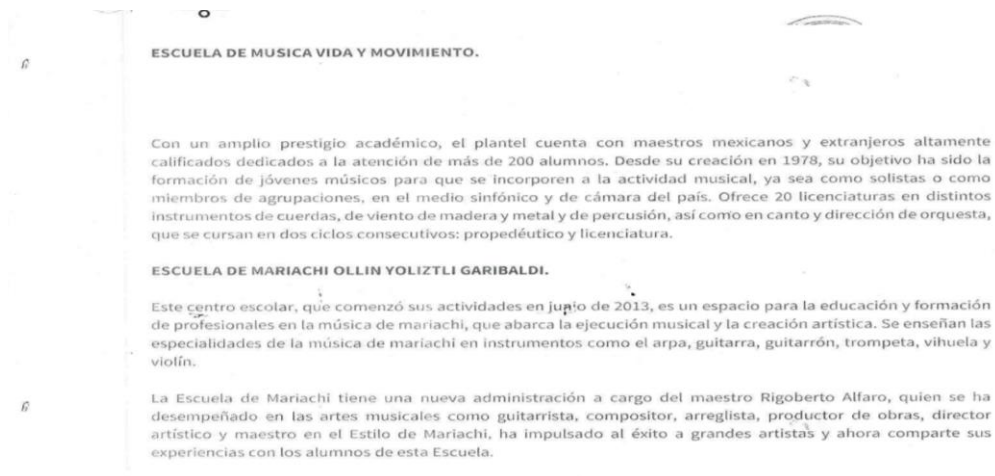 ESCUELA DE MUSICA VIDA Y MOVIMIENTO.
Con un amplio prestigio académico, el plantel cuenta con maestros mexicanos y extranjeros altamente
calificados dedicados a la atención de más de 200 alumnos. Desde su creación en 1978, su objetivo ha sido la
formación de jóvenes músicos para que se incorporen a la actividad musical, ya sea como solistas o como
miembros de agrupaciones, en el medio sinfónico y de cámara del país. Ofrece 20 licenciaturas en distintos
instrumentos de cuerdas, de viento de madera y metal y de percusión, así como en canto y dirección de orquesta,
que se cursan en dos ciclos consecutivos: propedéutico y licenciatura.
ESCUELA DE MARIACHI OLLIN YOLIZTLI GARIBALDI.
Este centro escolar, que comenzó sus actividades en junio de 2013, es un espacio para la educación y formación
de profesionales en la música de mariachi, que abarca la ejecución musical y la creación artística. Se enseñan las
especialidades de la música de mariachi en instrumentos como el arpa, guitarra, guitarrón, trompeta, vihuela y
violín.
La Escuela de Mariachi tiene una nueva administración a cargo del maestro Rigoberto Alfaro, quien se ha
desempeñado en las artes musicales como guitarrista, compositor, arreglista, productor de obras, director
artístico y maestro en el Estilo de Mariachi, ha impulsado al éxito a grandes artistas y ahora comparte sus
experiencias con los alumnos de esta Escuela.